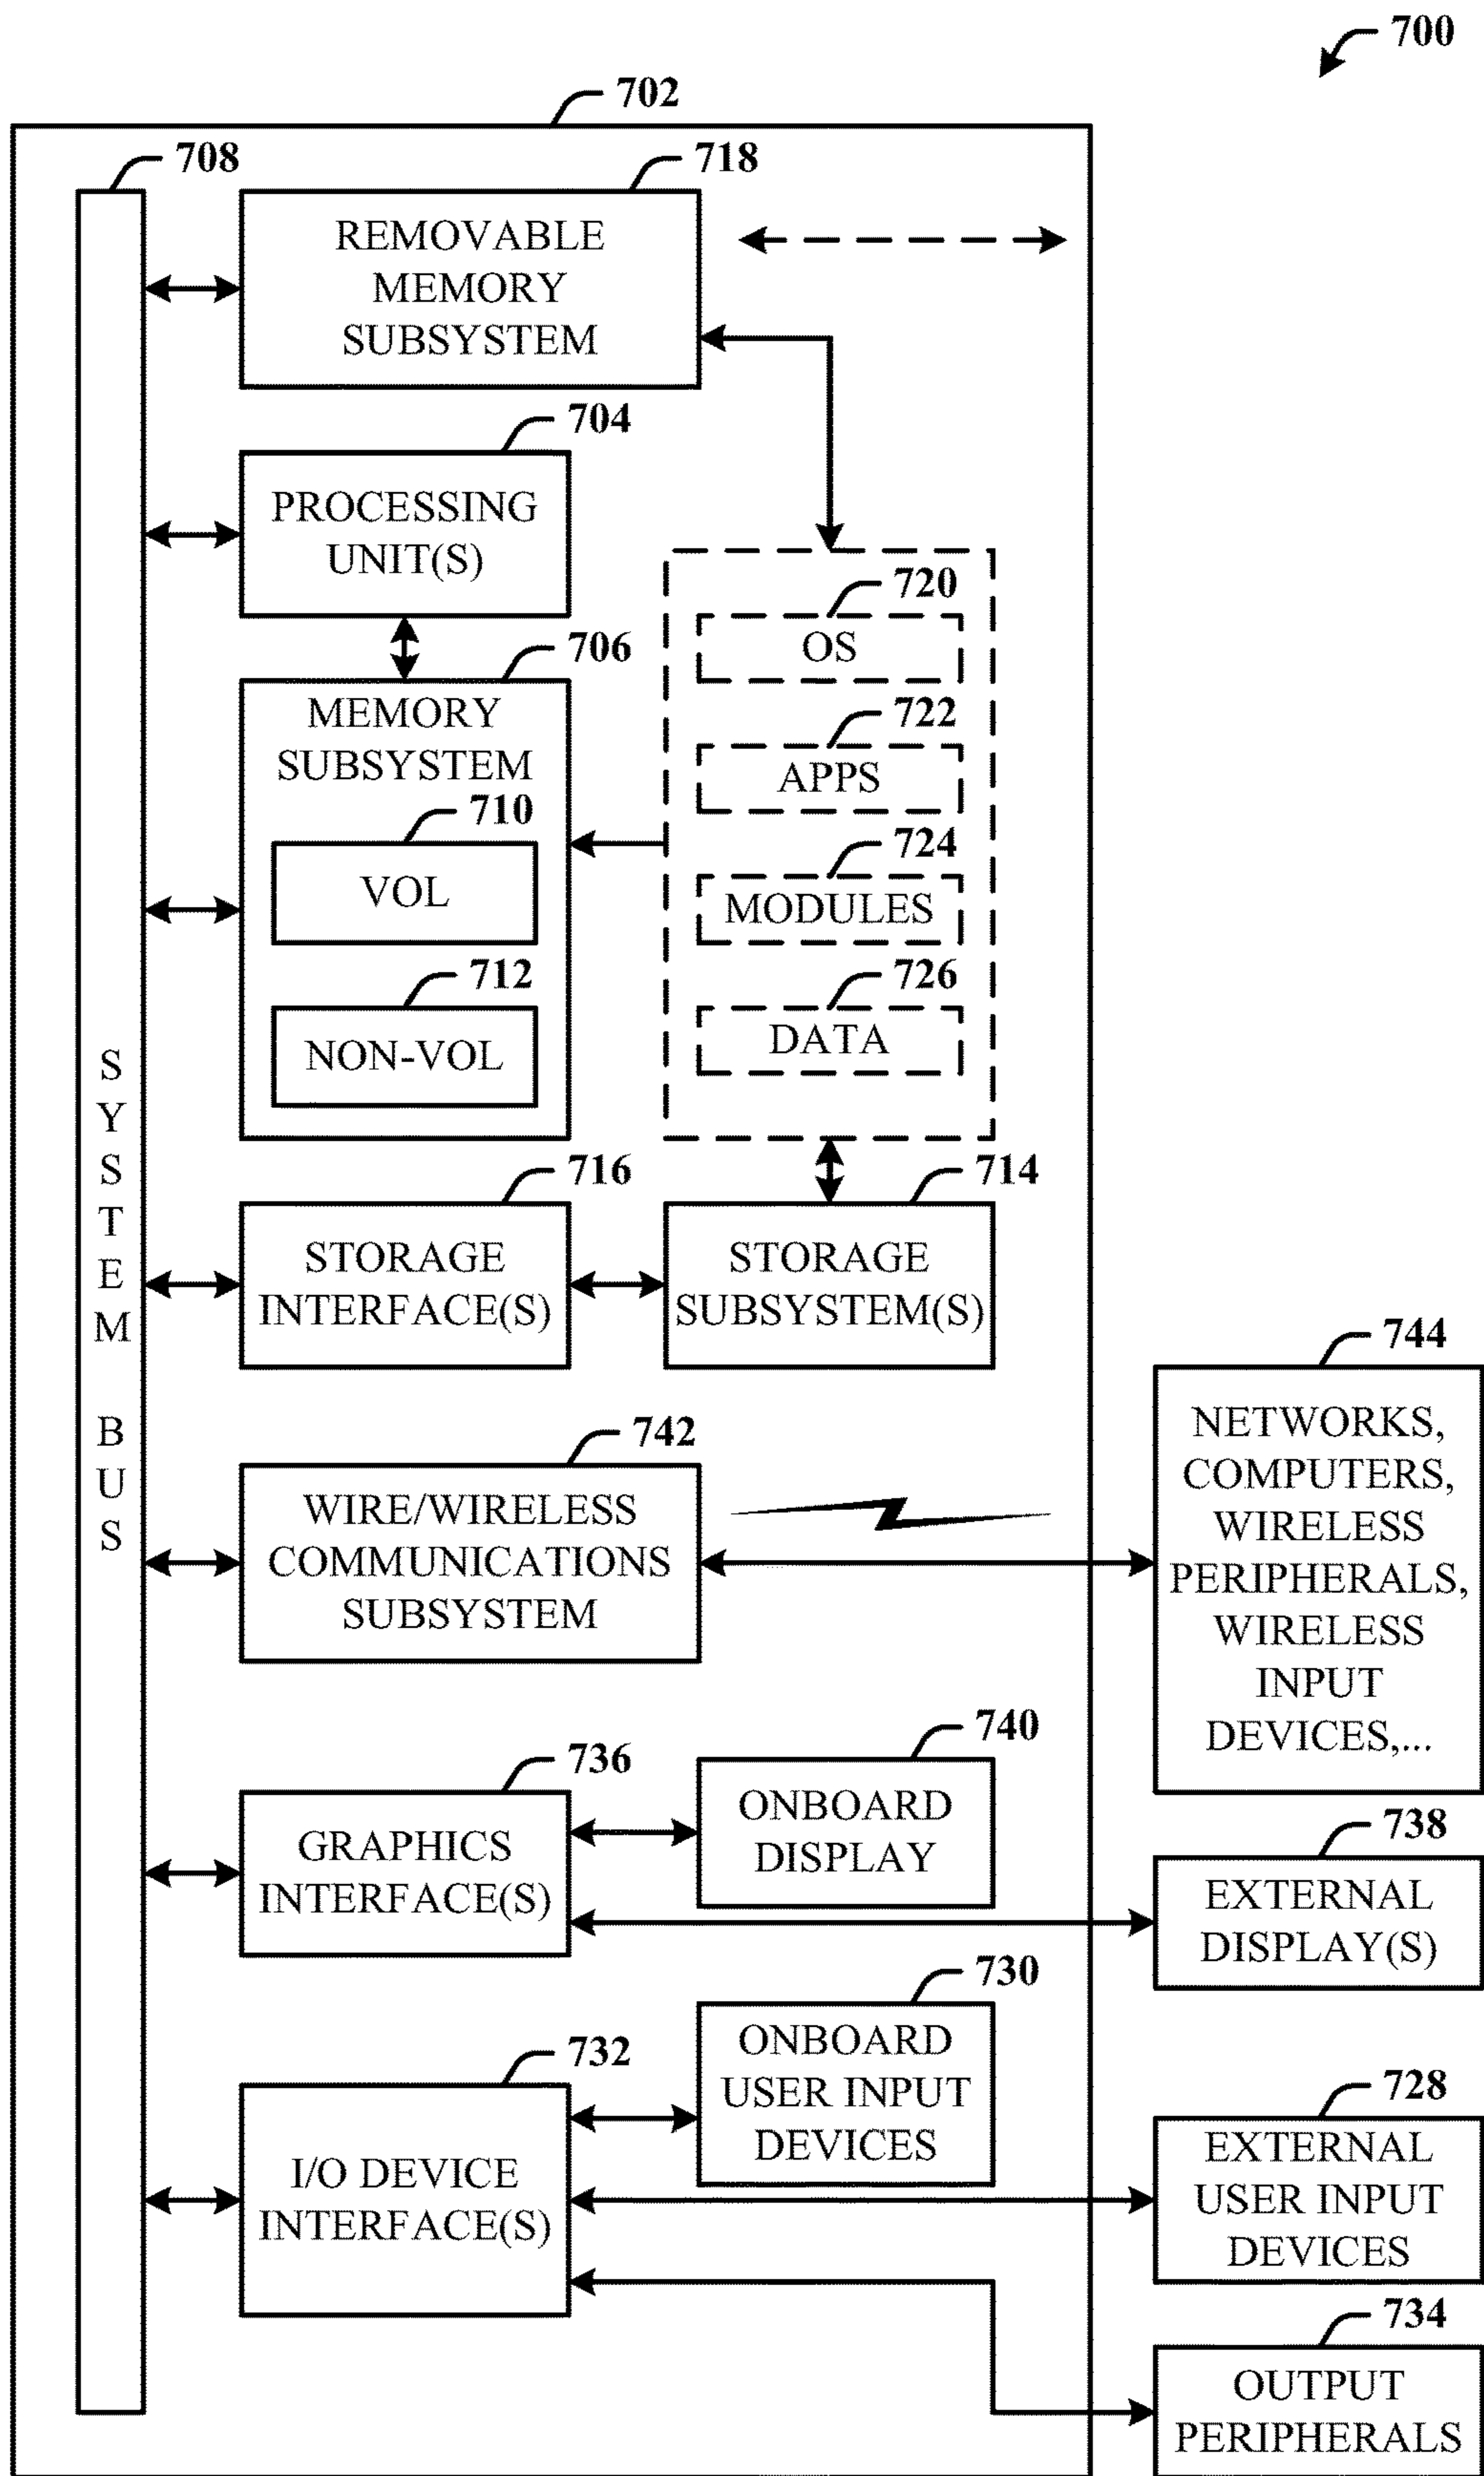 700
702
708
718
REMOVABLE
MEMORY
SUBSYSTEM
704
PROCESSING
UNIT(S)
706
MEMORY
SUBSYSTEM
710
VOL
712
NON-VOL
720
OS
722
APPS
724
MODULES
726
DATA
SYSTEM BUS
716
STORAGE
INTERFACE(S)
714
STORAGE
SUBSYSTEM(S)
742
WIRE/WIRELESS
COMMUNICATIONS
SUBSYSTEM
744
NETWORKS,
COMPUTERS,
WIRELESS
PERIPHERALS,
WIRELESS
INPUT
DEVICES,...
736
GRAPHICS
INTERFACE(S)
740
ONBOARD
DISPLAY
738
EXTERNAL
DISPLAY(S)
732
I/O DEVICE
INTERFACE(S)
730
ONBOARD
USER INPUT
DEVICES
728
EXTERNAL
USER INPUT
DEVICES
734
OUTPUT
PERIPHERALS